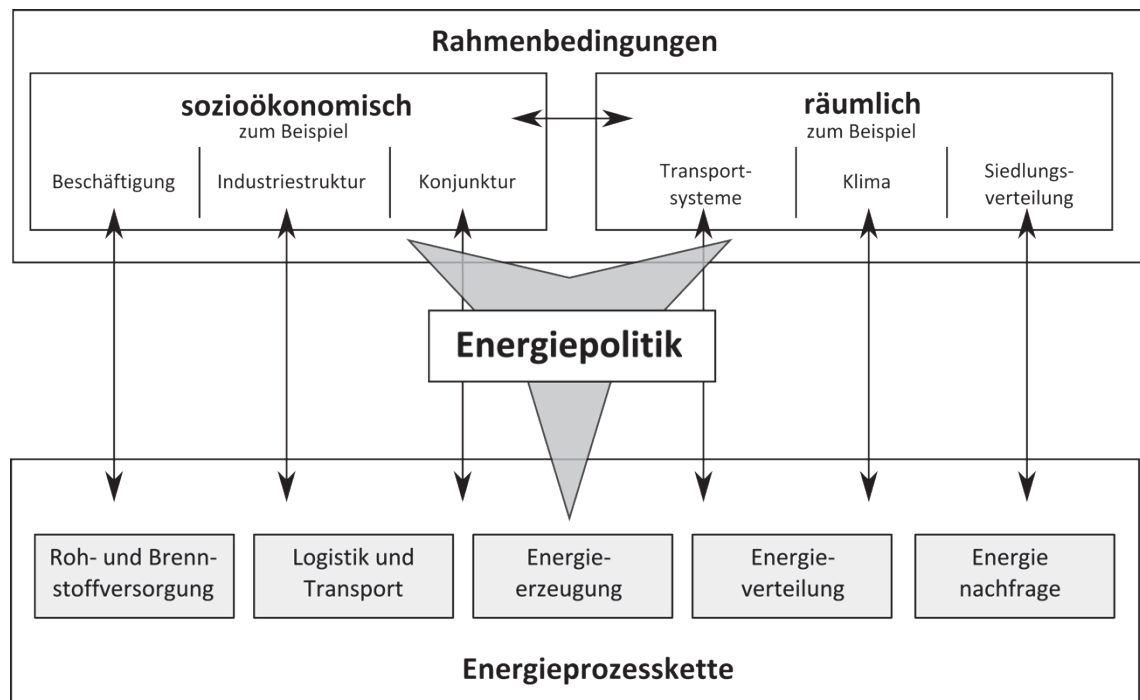 Rahmenbedingungen
sozioökonomisch
zum Beispiel
Beschäftigung
Industriestruktur
Konjunktur
räumlich
zum Beispiel
Transport-
systeme
Klima
Siedlungs-
verteilung
Energiepolitik
Roh- und Brenn-
stoffversorgung
Logistik und
Transport
Energie-
erzeugung
Energie-
verteilung
Energie
nachfrage
Energieprozesskette